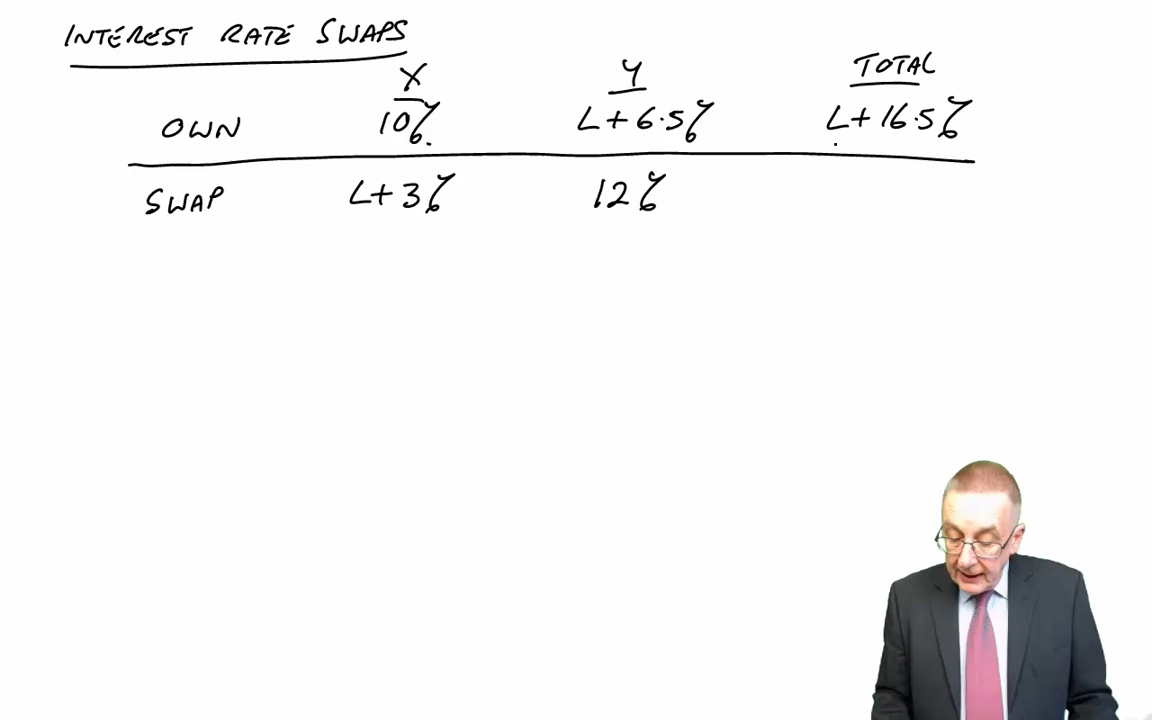 INTEREST RATE SWAPS
X Y TOTAL
OWN 10% L+6.5% L+16.5%
SWAP L+3% 12%